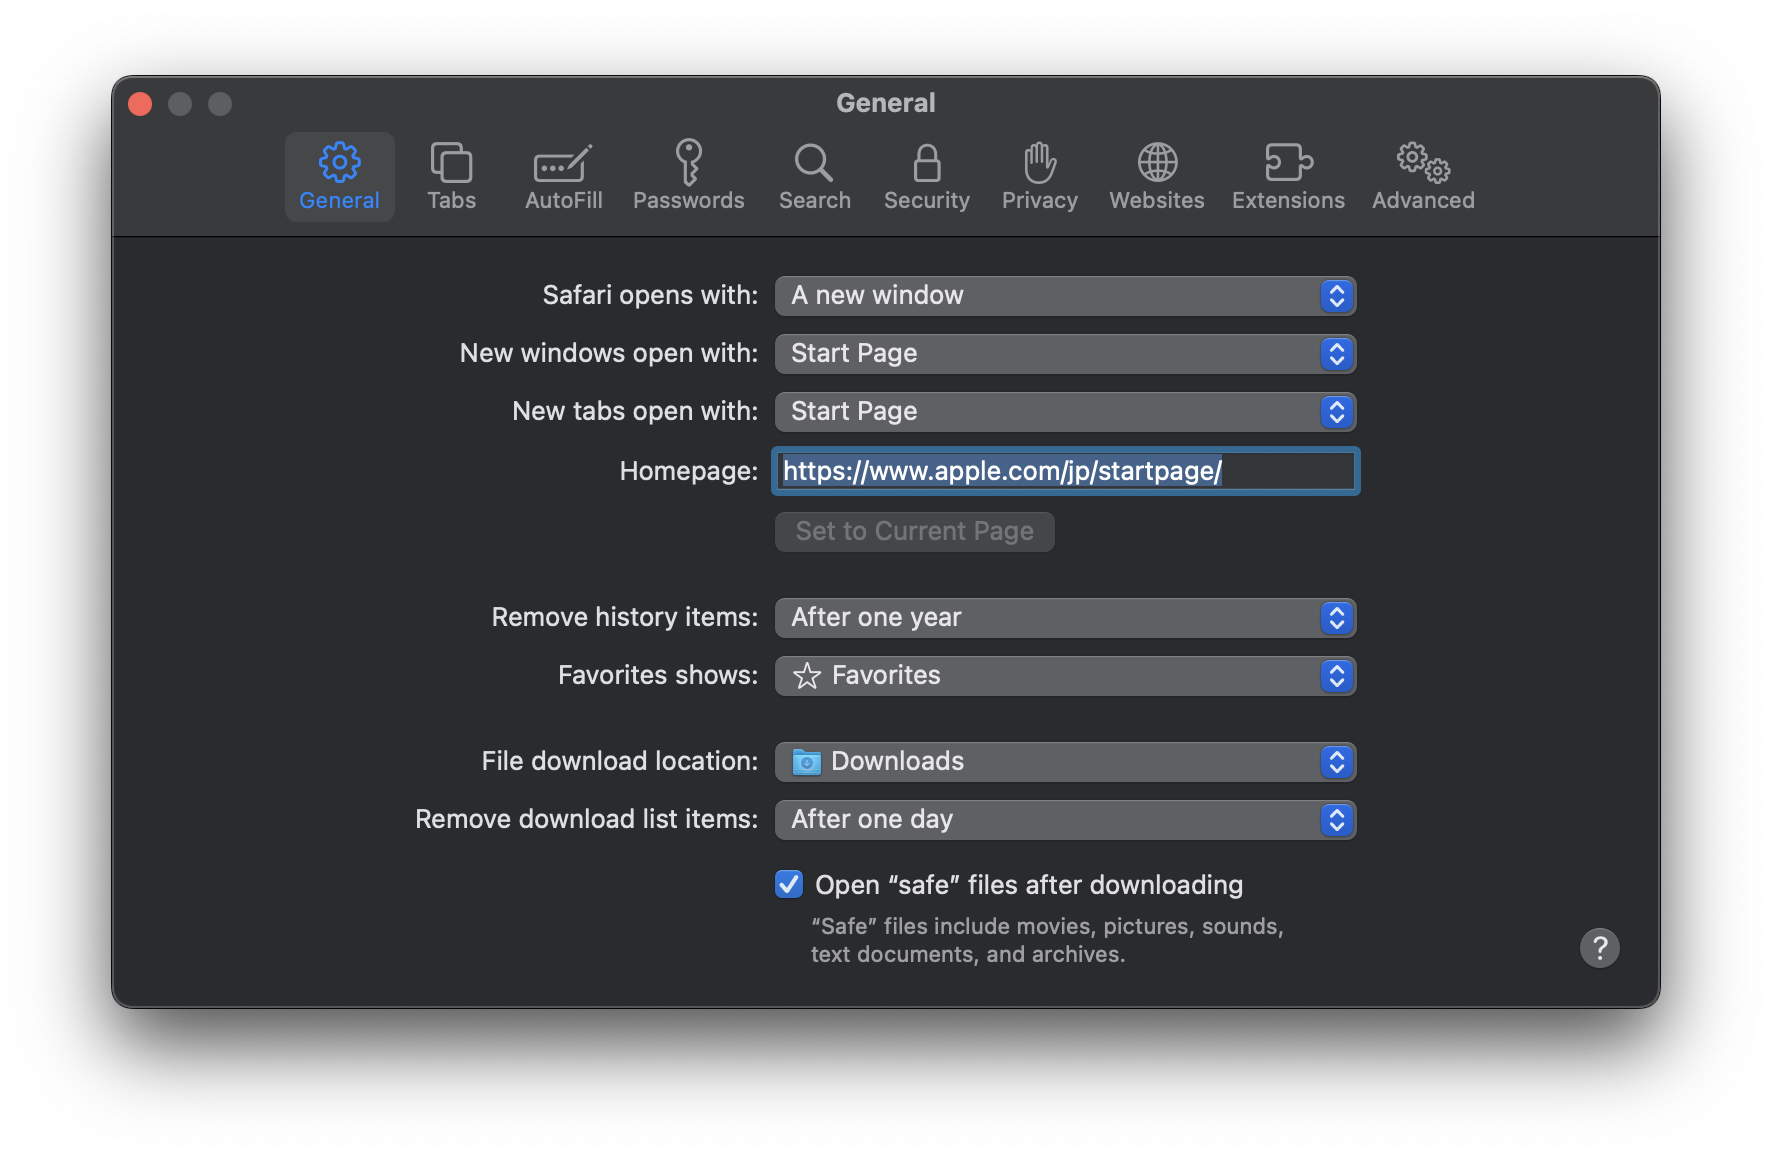 General
General
Tabs
AutoFill
Passwords
Search
Security
Privacy
Websites
Extensions
Advanced
Safari opens with: A new window
New windows open with: Start Page
New tabs open with: Start Page
Homepage: https://www.apple.com/jp/startpage/
Set to Current Page
Remove history items: After one year
Favorites shows: Favorites
File download location: Downloads
Remove download list items: After one day
Open “safe” files after downloading
“Safe” files include movies, pictures, sounds,
text documents, and archives.
?